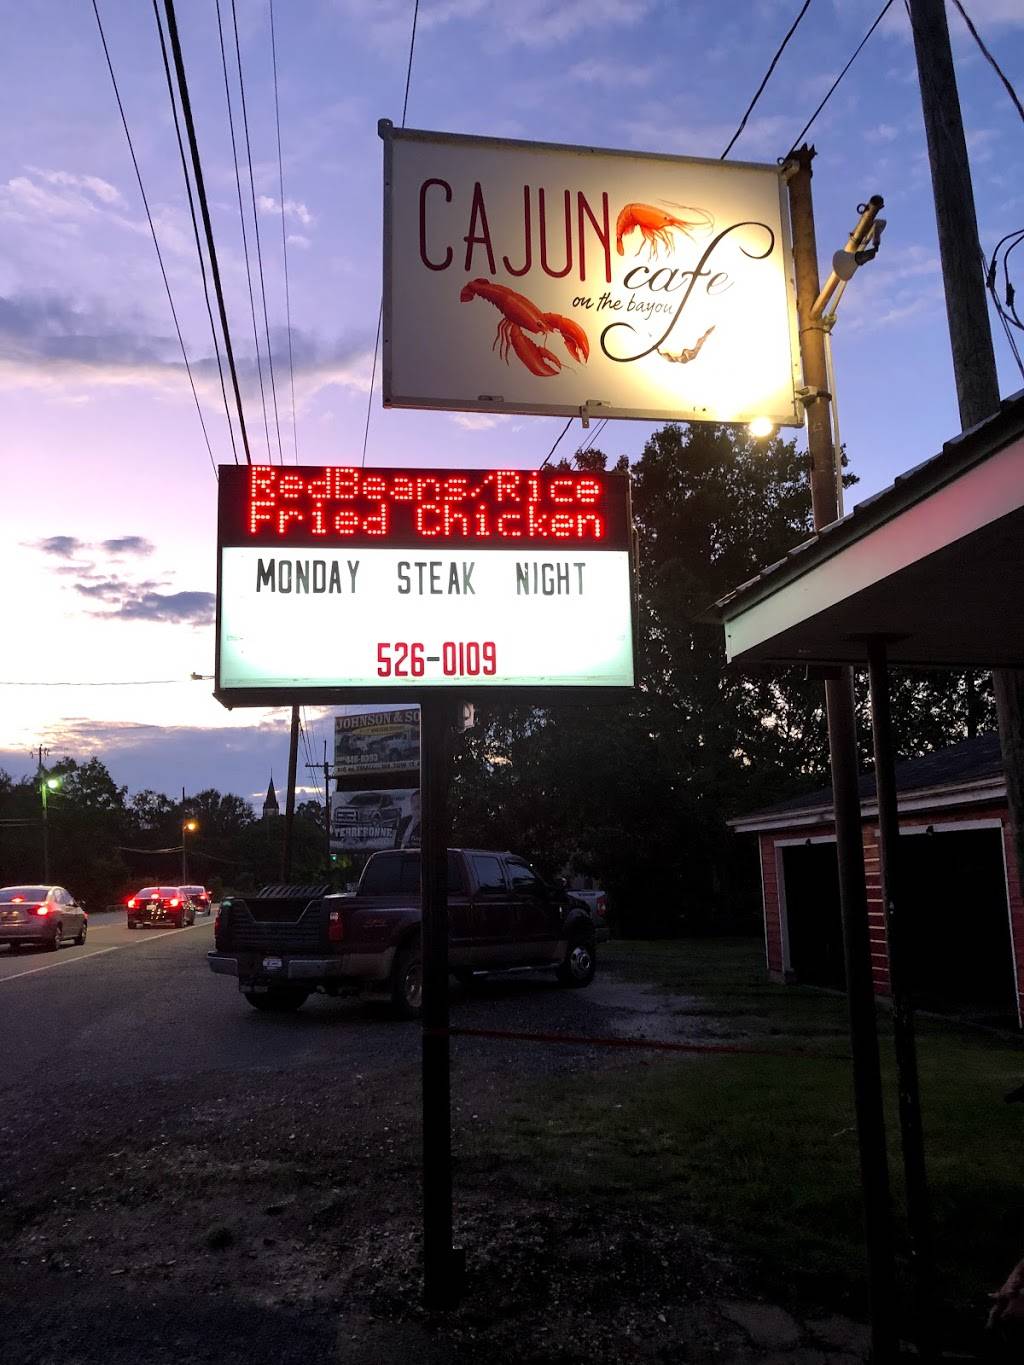 CAJUN
cafe
on the bayou
RedBeans/Rice
Fried Chicken
MONDAY STEAK NIGHT
526-0109
JOHNSON & SO
TERREBONNE